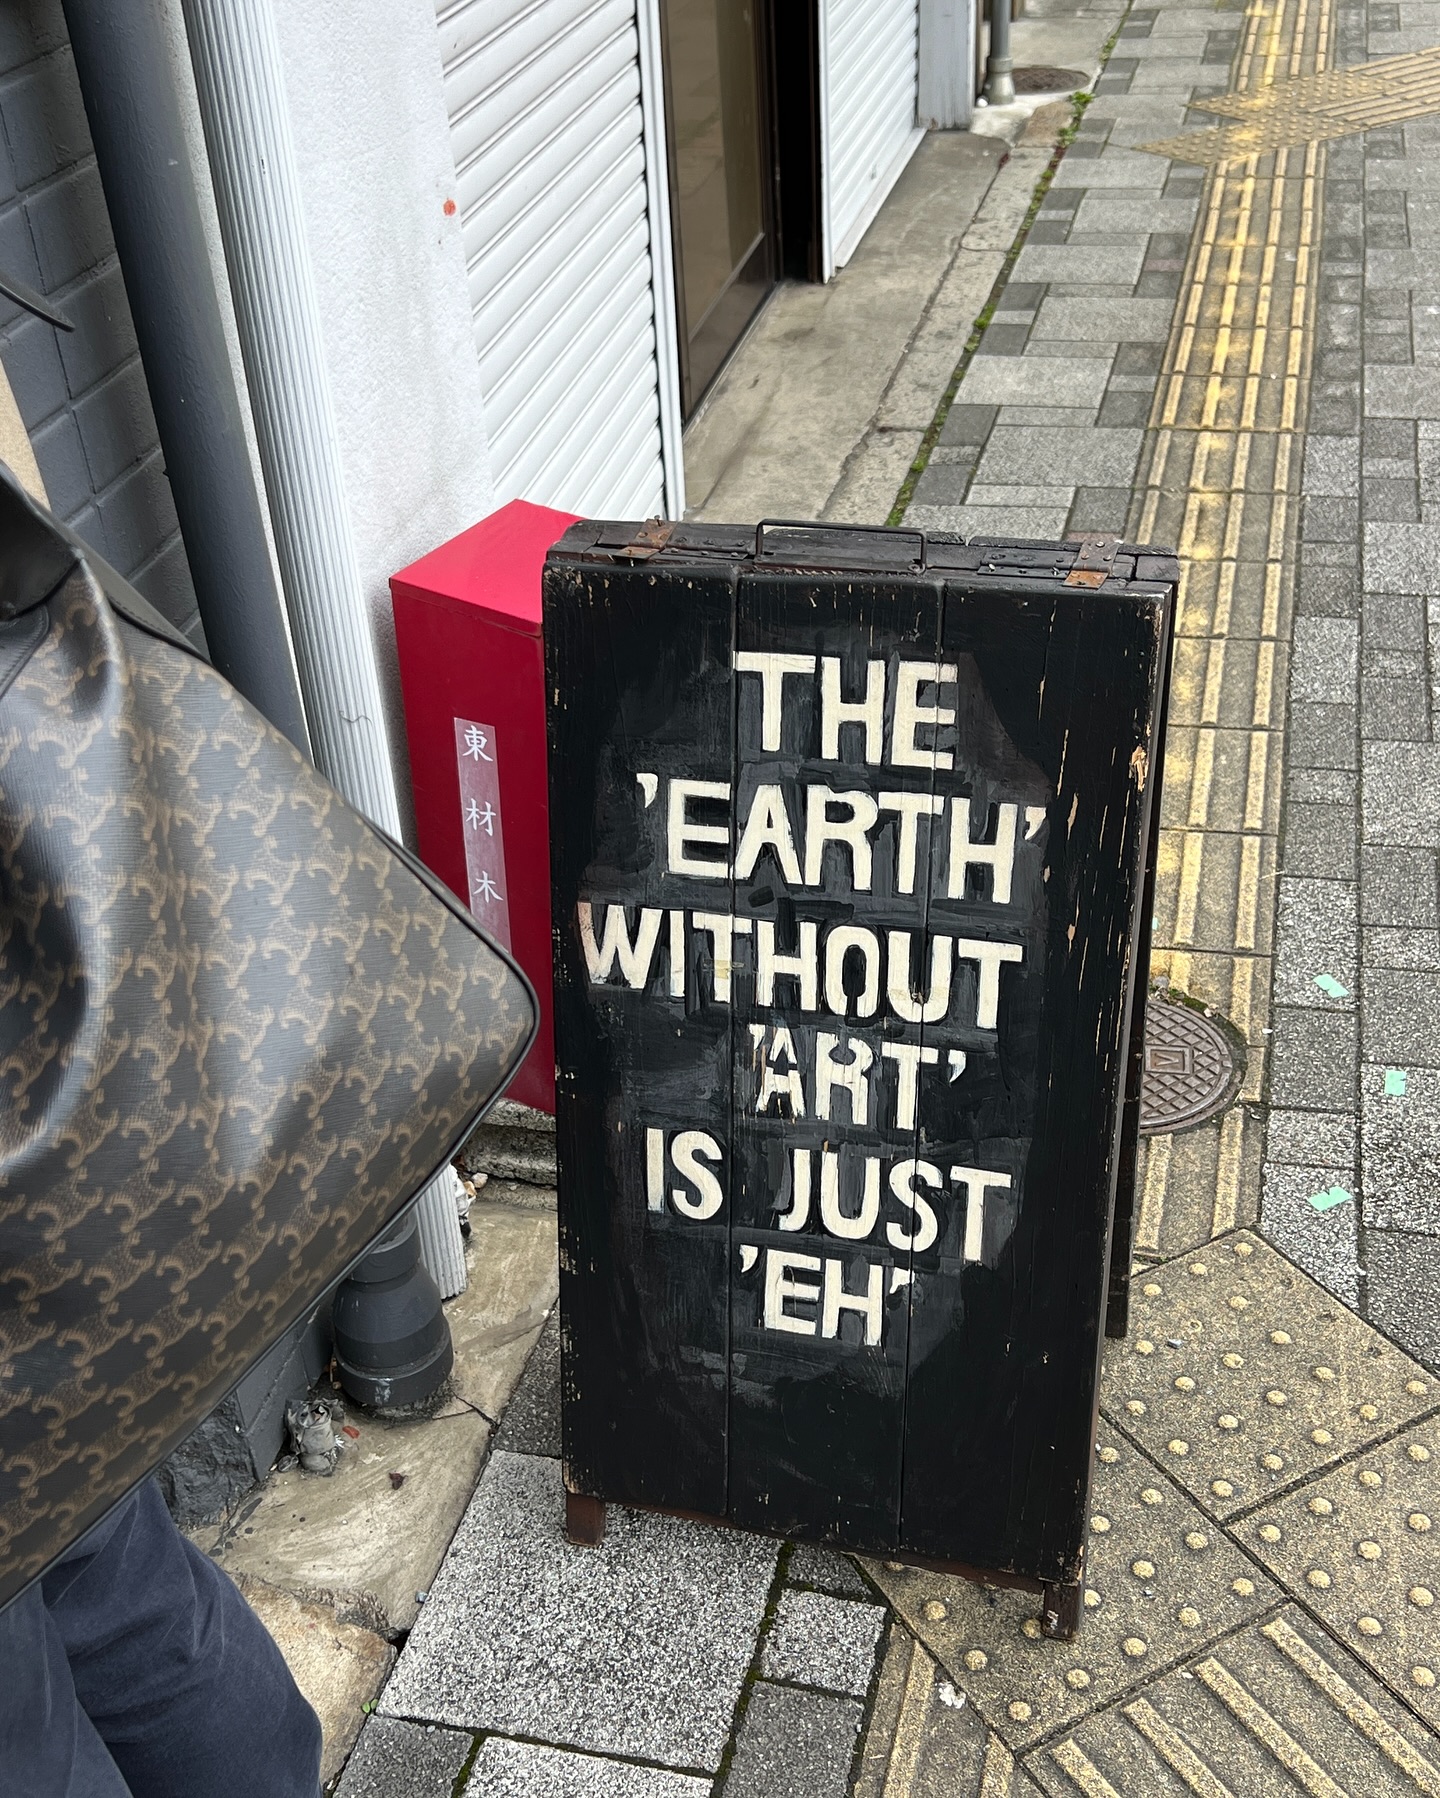 THE
'EARTH'
WITHOUT
'ART'
IS JUST
'EH'
東材木